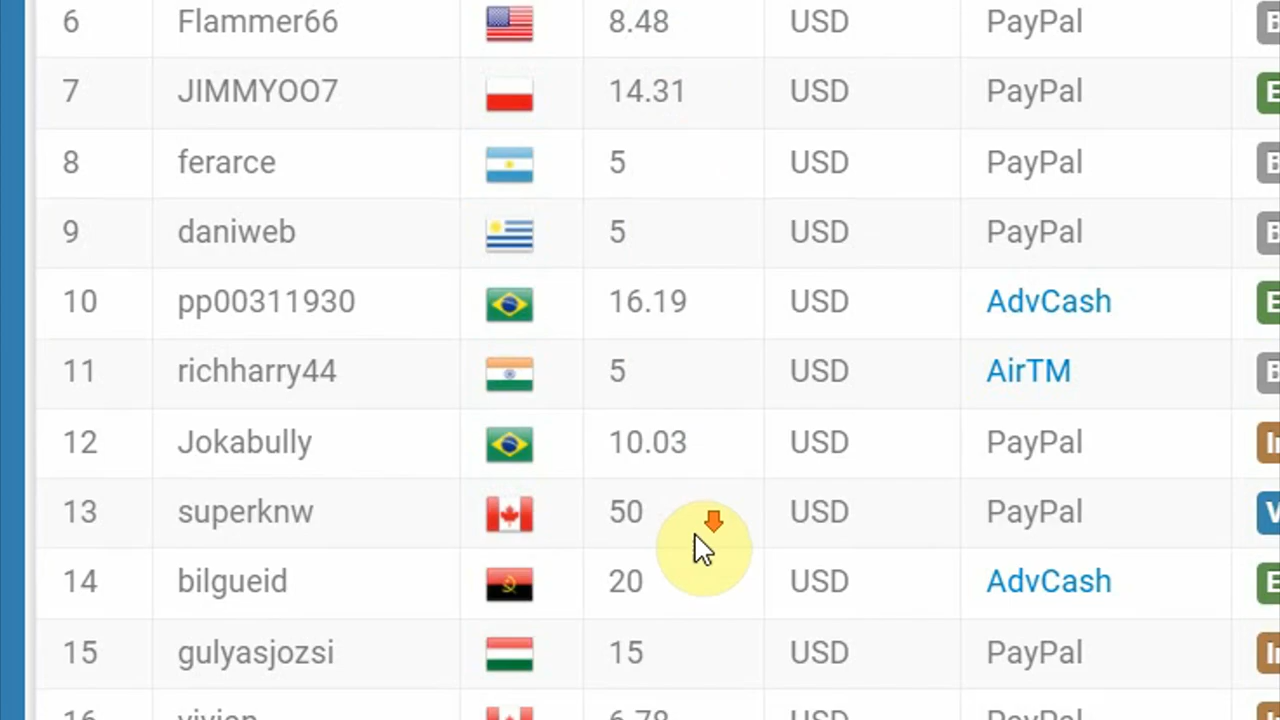 6 Flammer66 8.48 USD PayPal
7 JIMMYOO7 14.31 USD PayPal
8 ferarce 5 USD PayPal
9 daniweb 5 USD PayPal
10 pp00311930 16.19 USD AdvCash
11 richharry44 5 USD AirTM
12 Jokabully 10.03 USD PayPal
13 superknw 50 USD PayPal
14 bilgueid 20 USD AdvCash
15 gulyasjozsi 15 USD PayPal